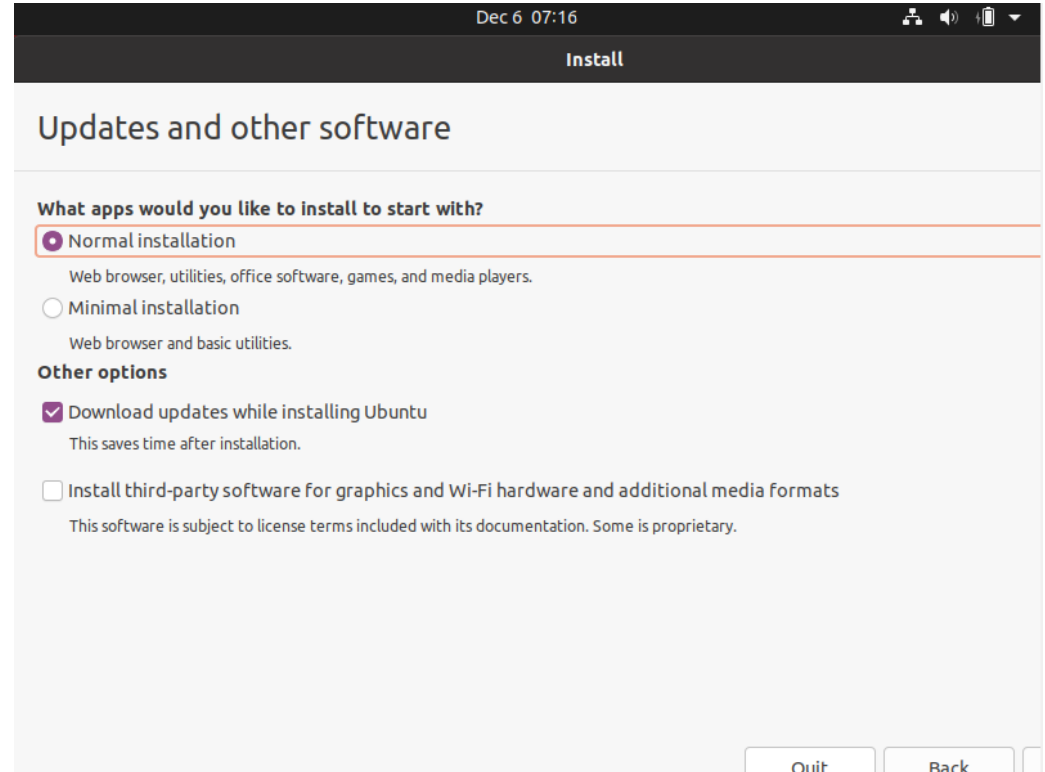 Dec 6 07:16
Install
Updates and other software
What apps would you like to install to start with?
Normal installation
Web browser, utilities, office software, games, and media players.
Minimal installation
Web browser and basic utilities.
Other options
Download updates while installing Ubuntu
This saves time after installation.
Install third-party software for graphics and Wi-Fi hardware and additional media formats
This software is subject to license terms included with its documentation. Some is proprietary.
Quit Back